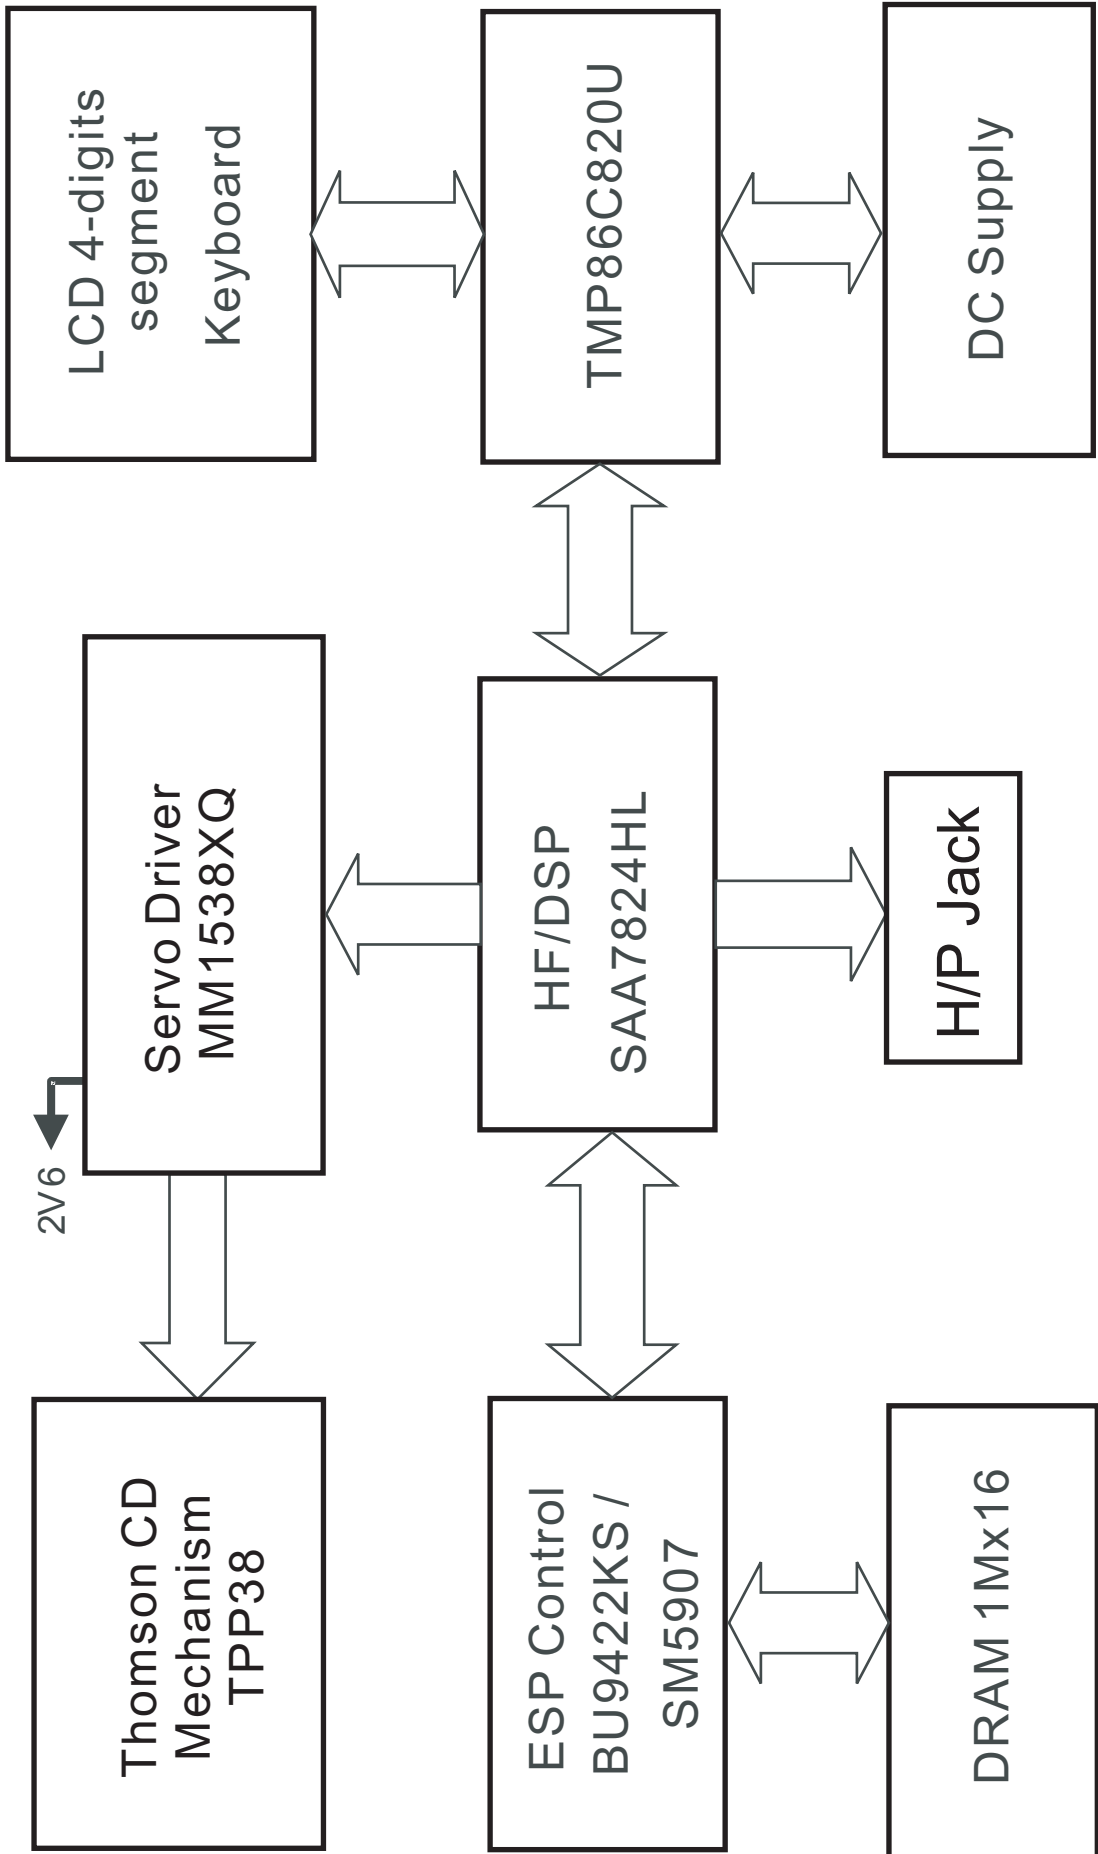 Thomson CD
Mechanism
TPP38
2V6
Servo Driver
MM1538XQ
LCD 4-digits
segment
Keyboard
ESP Control
BU9422KS /
SM5907
HF/DSP
SAA7824HL
TMP86C820U
DRAM 1Mx16
H/P Jack
DC Supply